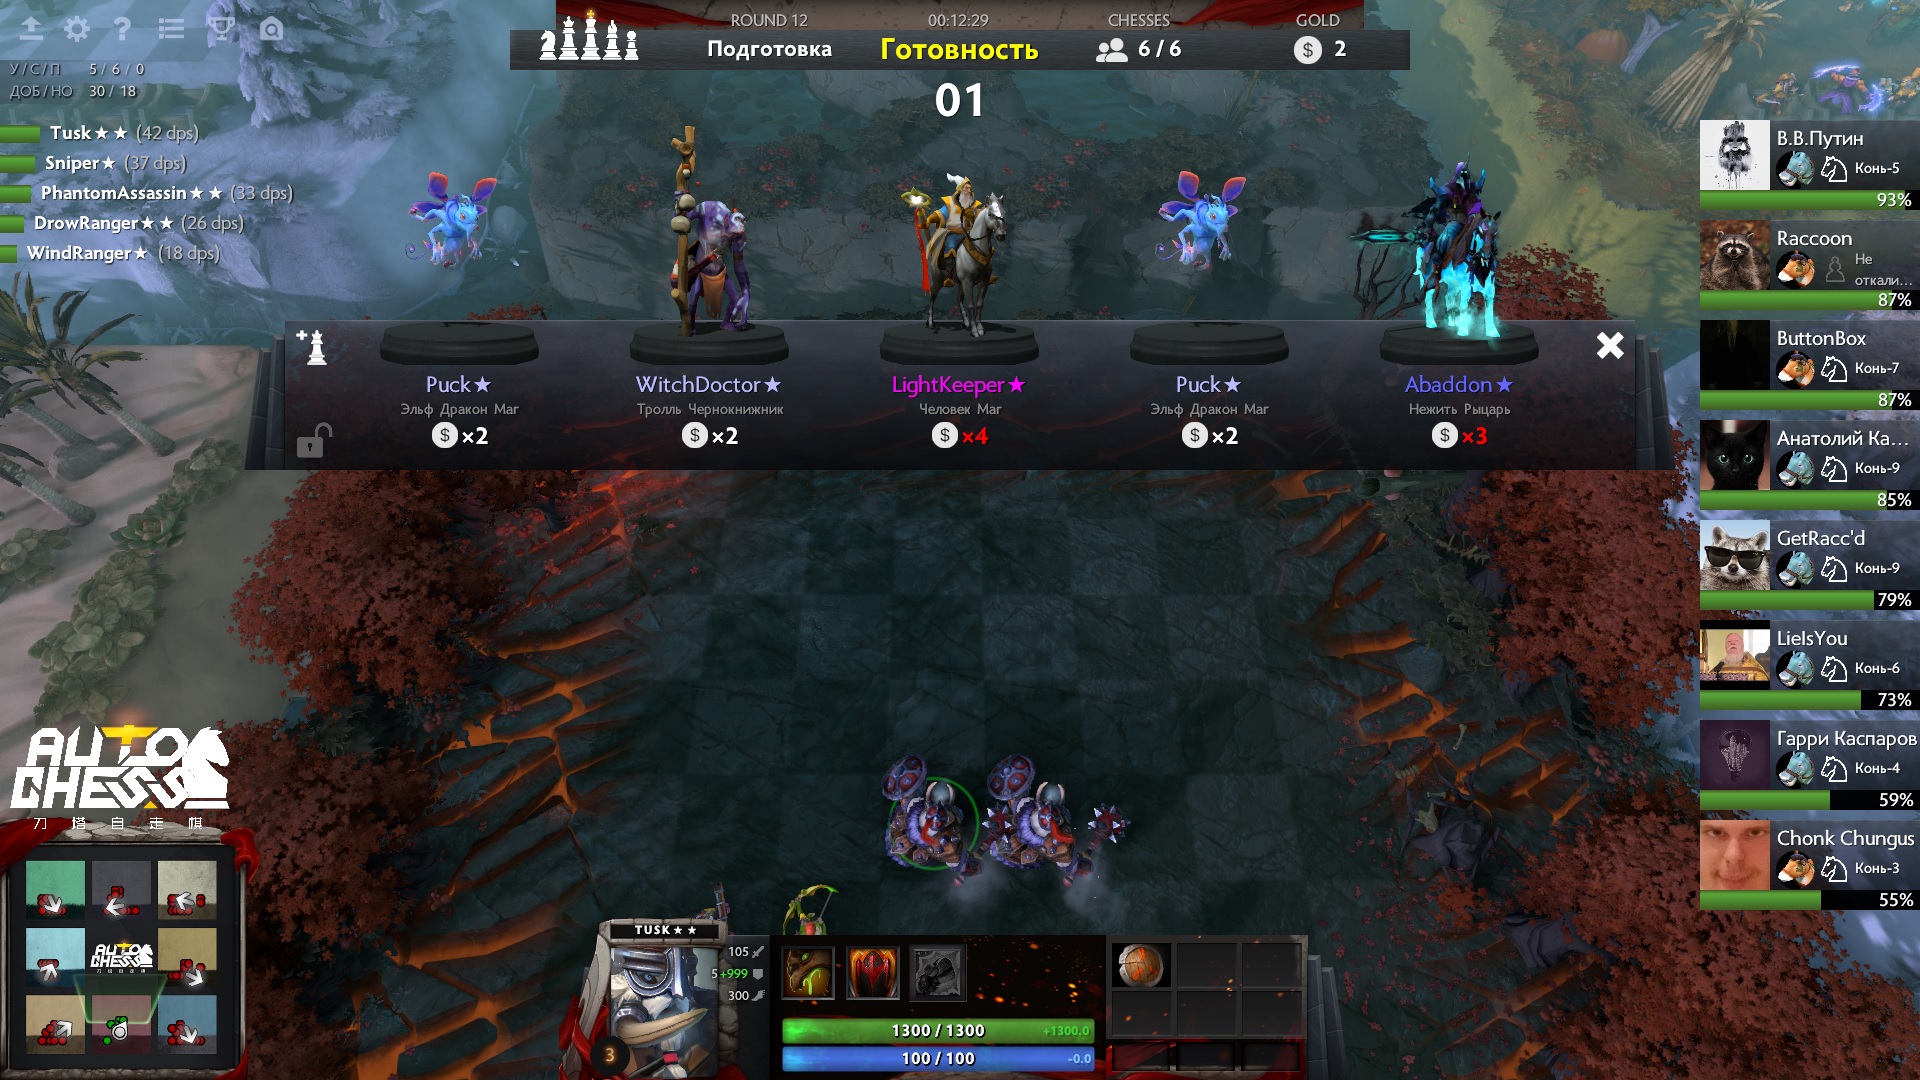 ROUND 12
00:12:29
CHESSES
GOLD
Подготовка
Готовность
6 / 6
$ 2
01
У / С / П 5 / 6 / 0
ДОБ / НО 30 / 18
Tusk★★ (42 dps)
Sniper★ (37 dps)
PhantomAssassin★★ (33 dps)
DrowRanger★★ (26 dps)
WindRanger★ (18 dps)
Puck★
Эльф Дракон Маг
$ ×2
WitchDoctor★
Тролль Чернокнижник
$ ×2
LightKeeper★
Человек Маг
$ ×4
Puck★
Эльф Дракон Маг
$ ×2
Abaddon★
Нежить Рыцарь
$ ×3
В.В.Путин
Конь-5
93%
Raccoon
Не
откали...
87%
ButtonBox
Конь-7
87%
Анатолий Ка...
Конь-9
85%
GetRacc'd
Конь-9
79%
LieIsYou
Конь-6
73%
Гарри Каспаров
Конь-4
59%
Chonk Chungus
Конь-3
55%
AUTO
CHESS
刀塔自走棋
AUTO
CHESS
TUSK★★
105
5+999
300
3
1300 / 1300
+1300.0
100 / 100
-0.0